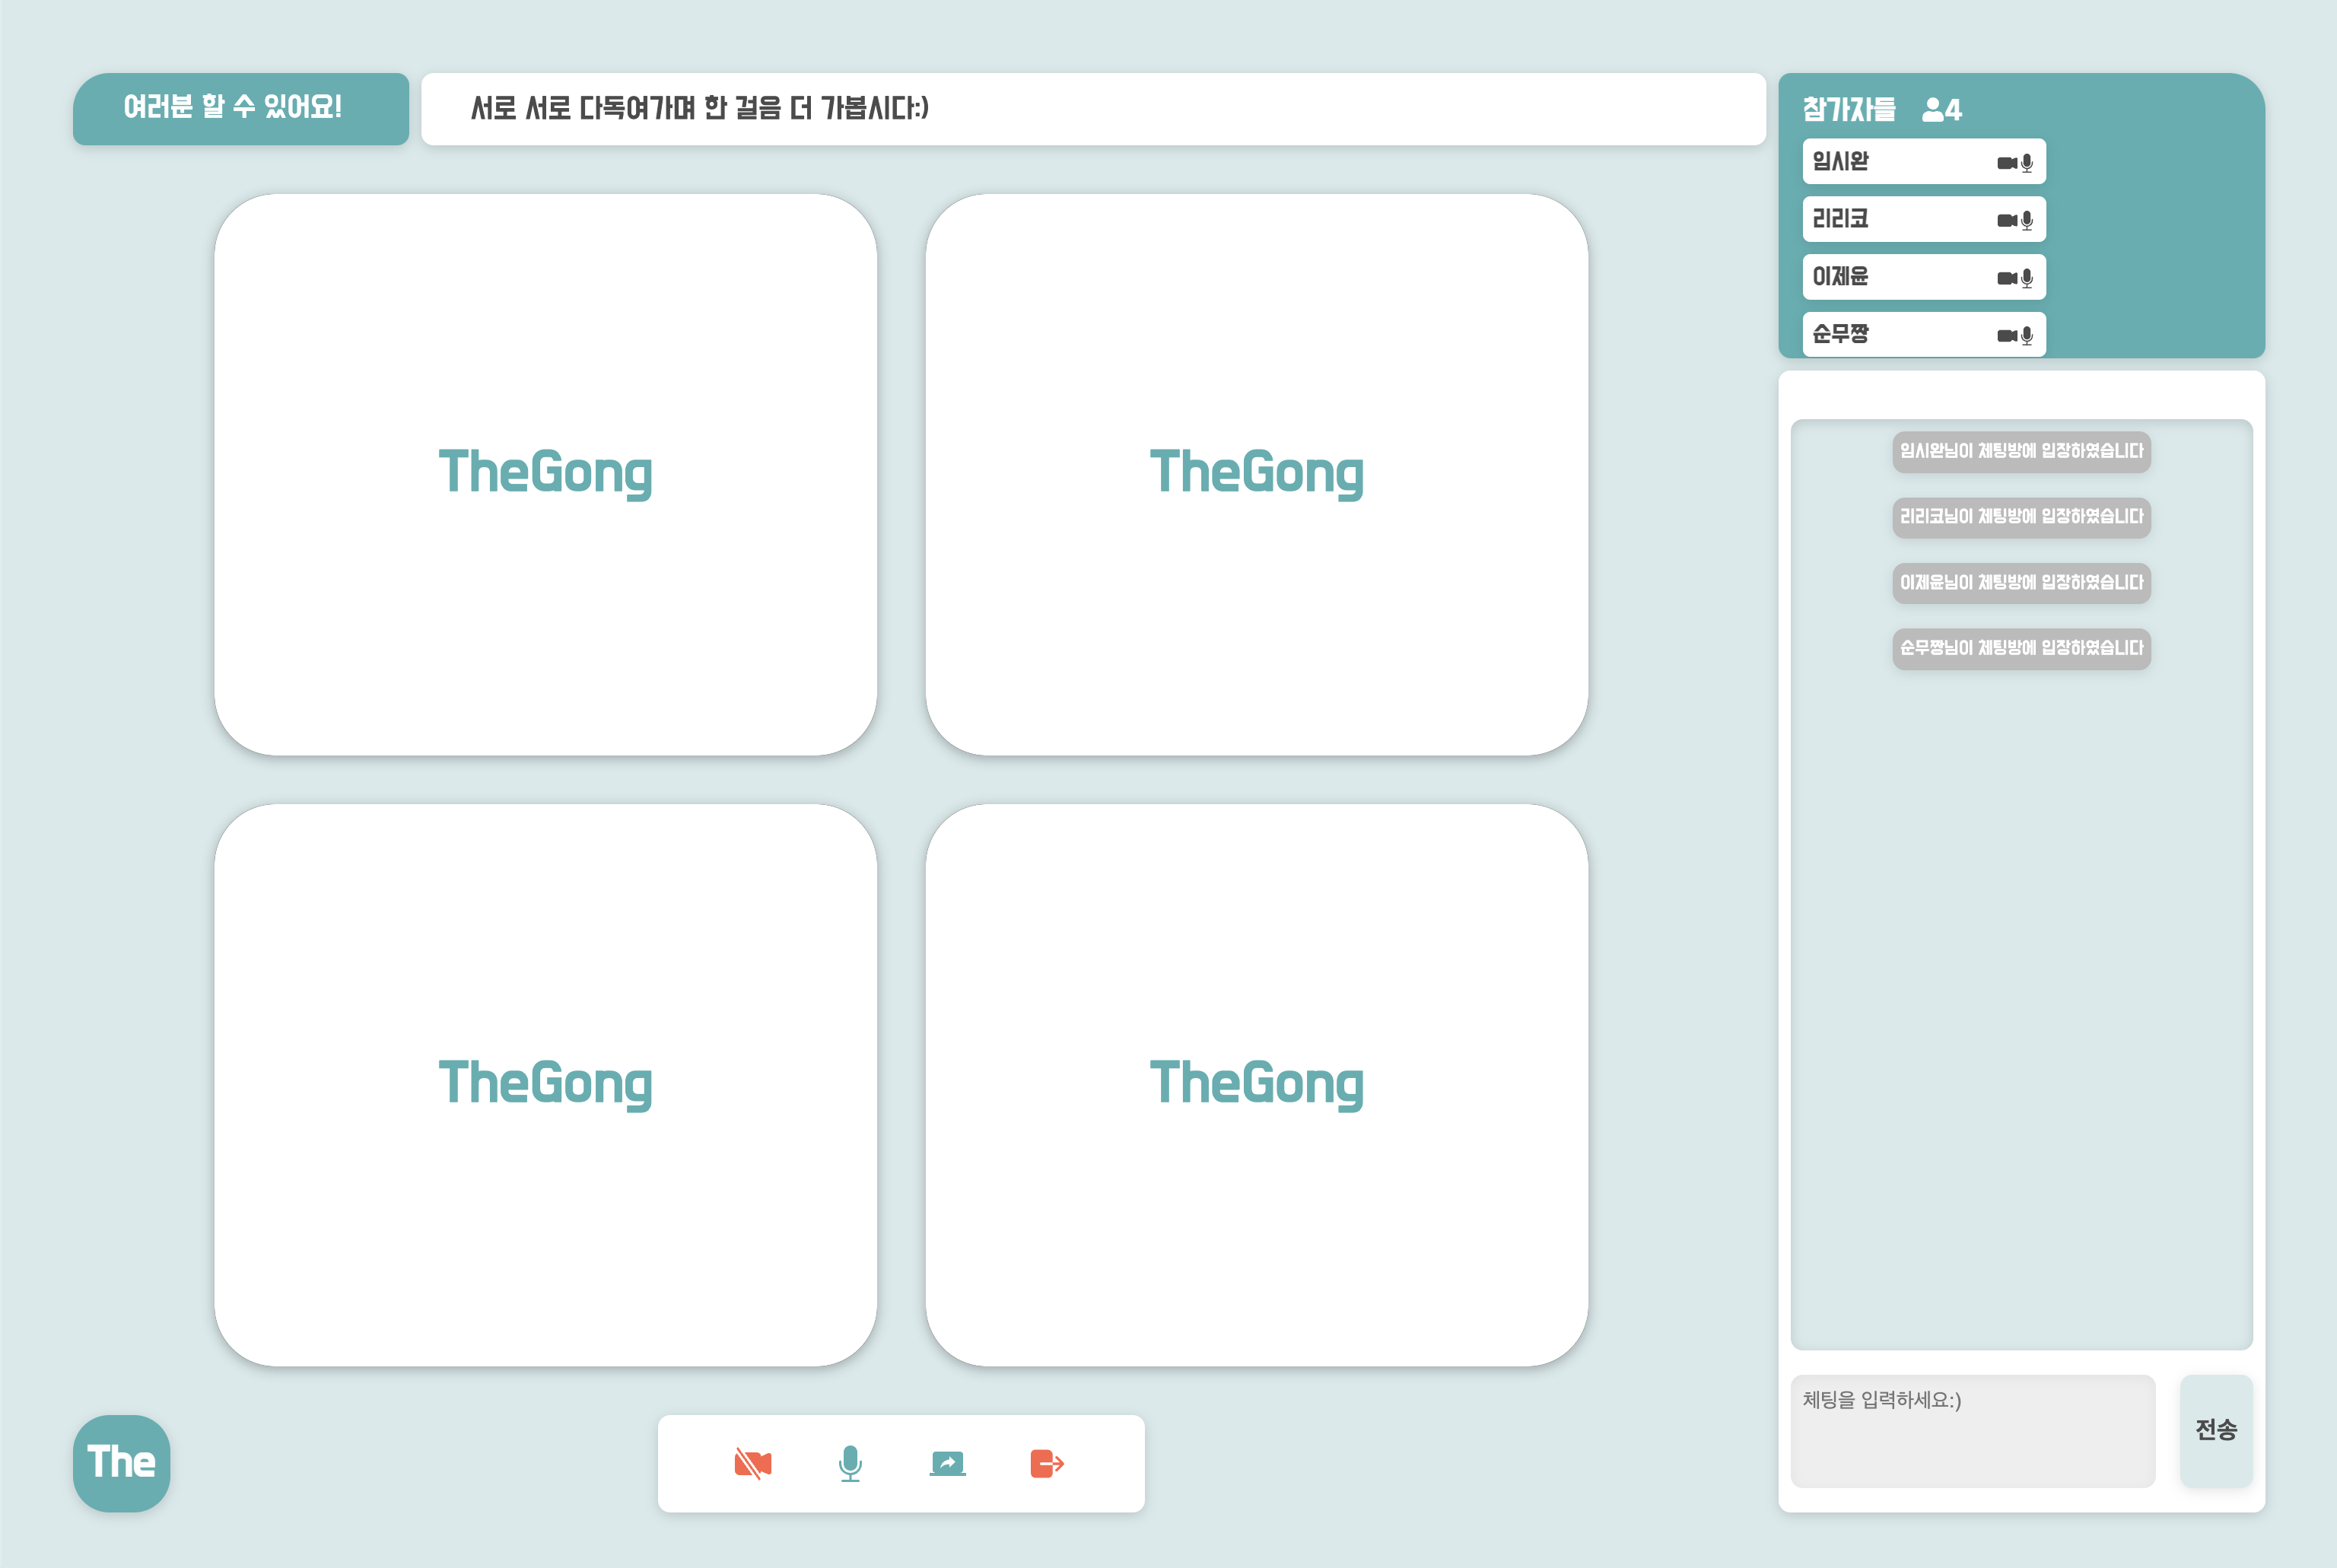 여러분 할 수 있어요!
서로 서로 다독여가며 한 걸음 더 가봅시다:)
TheGong
TheGong
TheGong
TheGong
The
참가자들 4
임시완
리리코
이제윤
순무짱
임시완님이 체팅방에 입장하였습니다
리리코님이 체팅방에 입장하였습니다
이제윤님이 체팅방에 입장하였습니다
순무짱님이 체팅방에 입장하였습니다
체팅을 입력하세요:)
전송